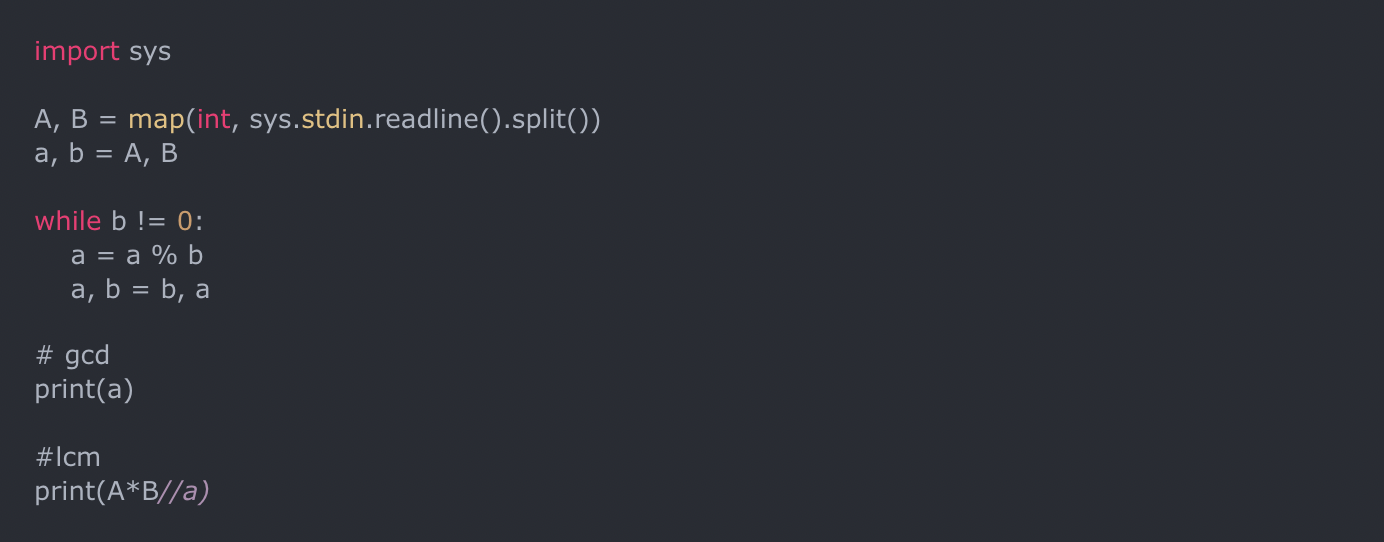 import sys
A, B = map(int, sys.stdin.readline().split())
a, b = A, B
while b != 0:
    a = a % b
    a, b = b, a
# gcd
print(a)
#lcm
print(A*B//a)